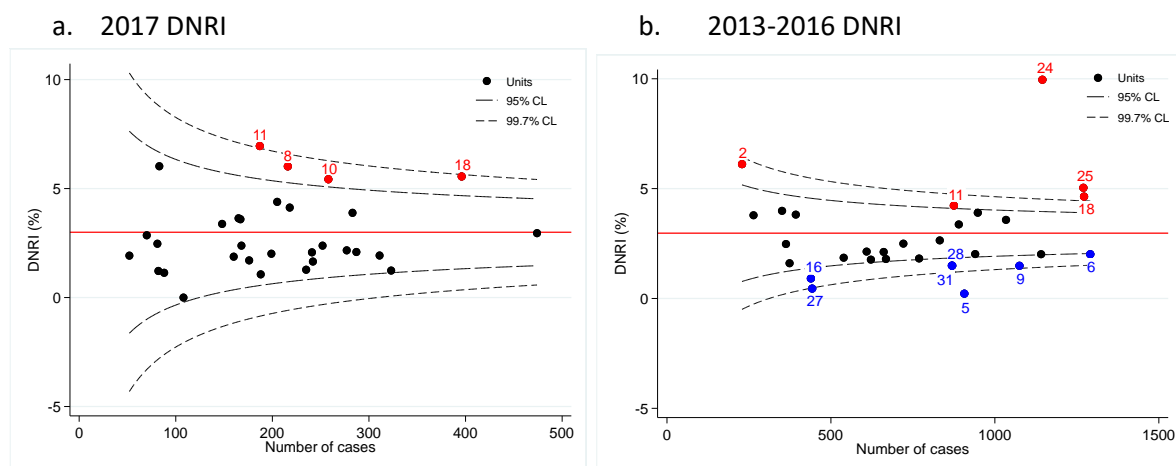 a. 2017 DNRI
b. 2013-2016 DNRI
10
5
0
-5
DNRI (%)
0
100
200
300
400
500
Number of cases
Units
95% CL
99.7% CL
11
8
10
18
10
5
0
-5
DNRI (%)
500
1000
1500
Number of cases
Units
95% CL
99.7% CL
24
2
11
25
18
16
27
28
31
5
9
6